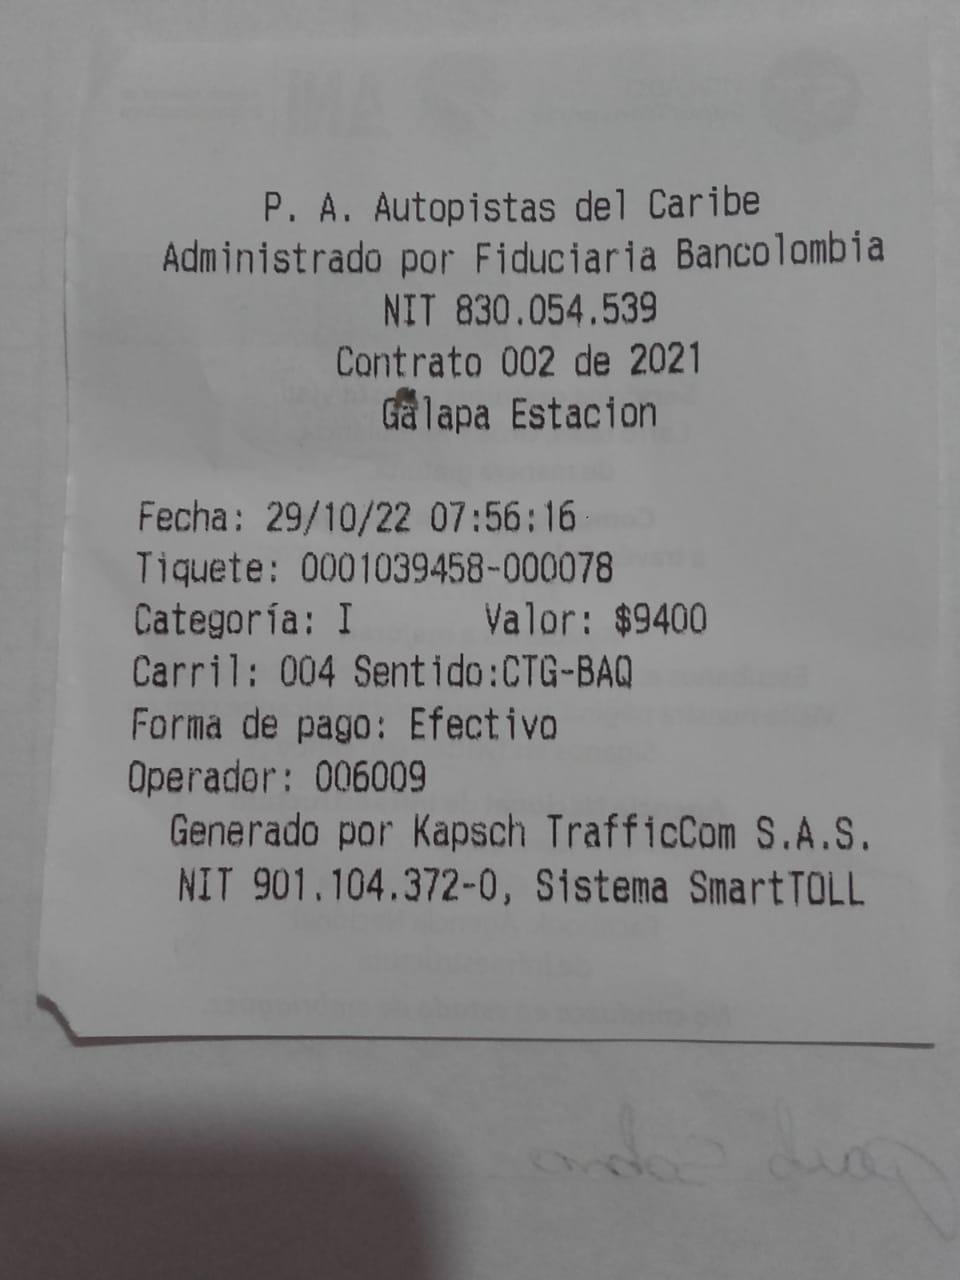 P. A. Autopistas del Caribe
Administrado por Fiduciaria Bancolombia
NIT 830.054.539
Contrato 002 de 2021
Galapa Estacion
Fecha: 29/10/22 07:56:16
Tiquete: 0001039458-000078
Categoría: I Valor: $9400
Carril: 004 Sentido:CTG-BAQ
Forma de pago: Efectivo
Operador: 006009
Generado por Kapsch TrafficCom S.A.S.
NIT 901.104.372-0, Sistema SmartTOLL